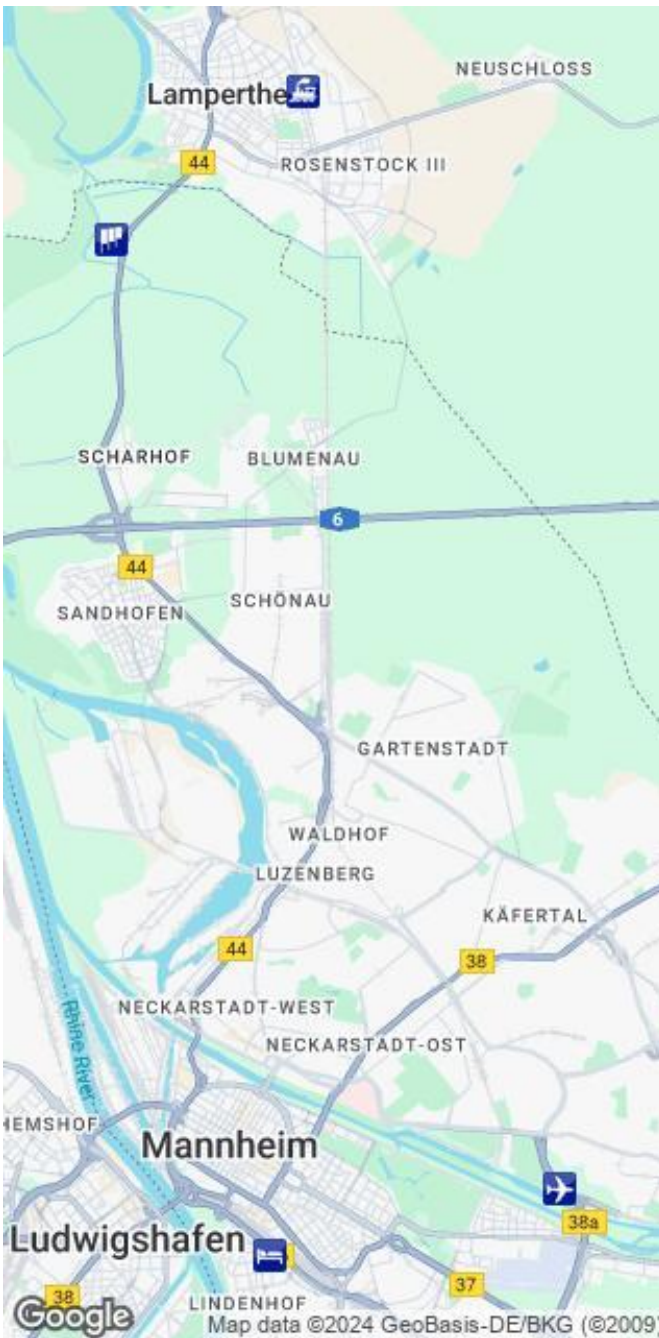 NEUSCHLOSS
Lamperthe
44
ROSENSTOCK III
SCHARHOF
BLUMENAU
6
44
SANDHOFEN
SCHÖNAU
GARTENSTADT
WALDHOF
LUZENBERG
KÄFERTAL
44
38
NECKARSTADT-WEST
Rhine River
NECKARSTADT-OST
HEMSHOF
Mannheim
38a
Ludwigshafen
37
38
LINDENHOF
Google
Map data ©2024 GeoBasis-DE/BKG (©2009)